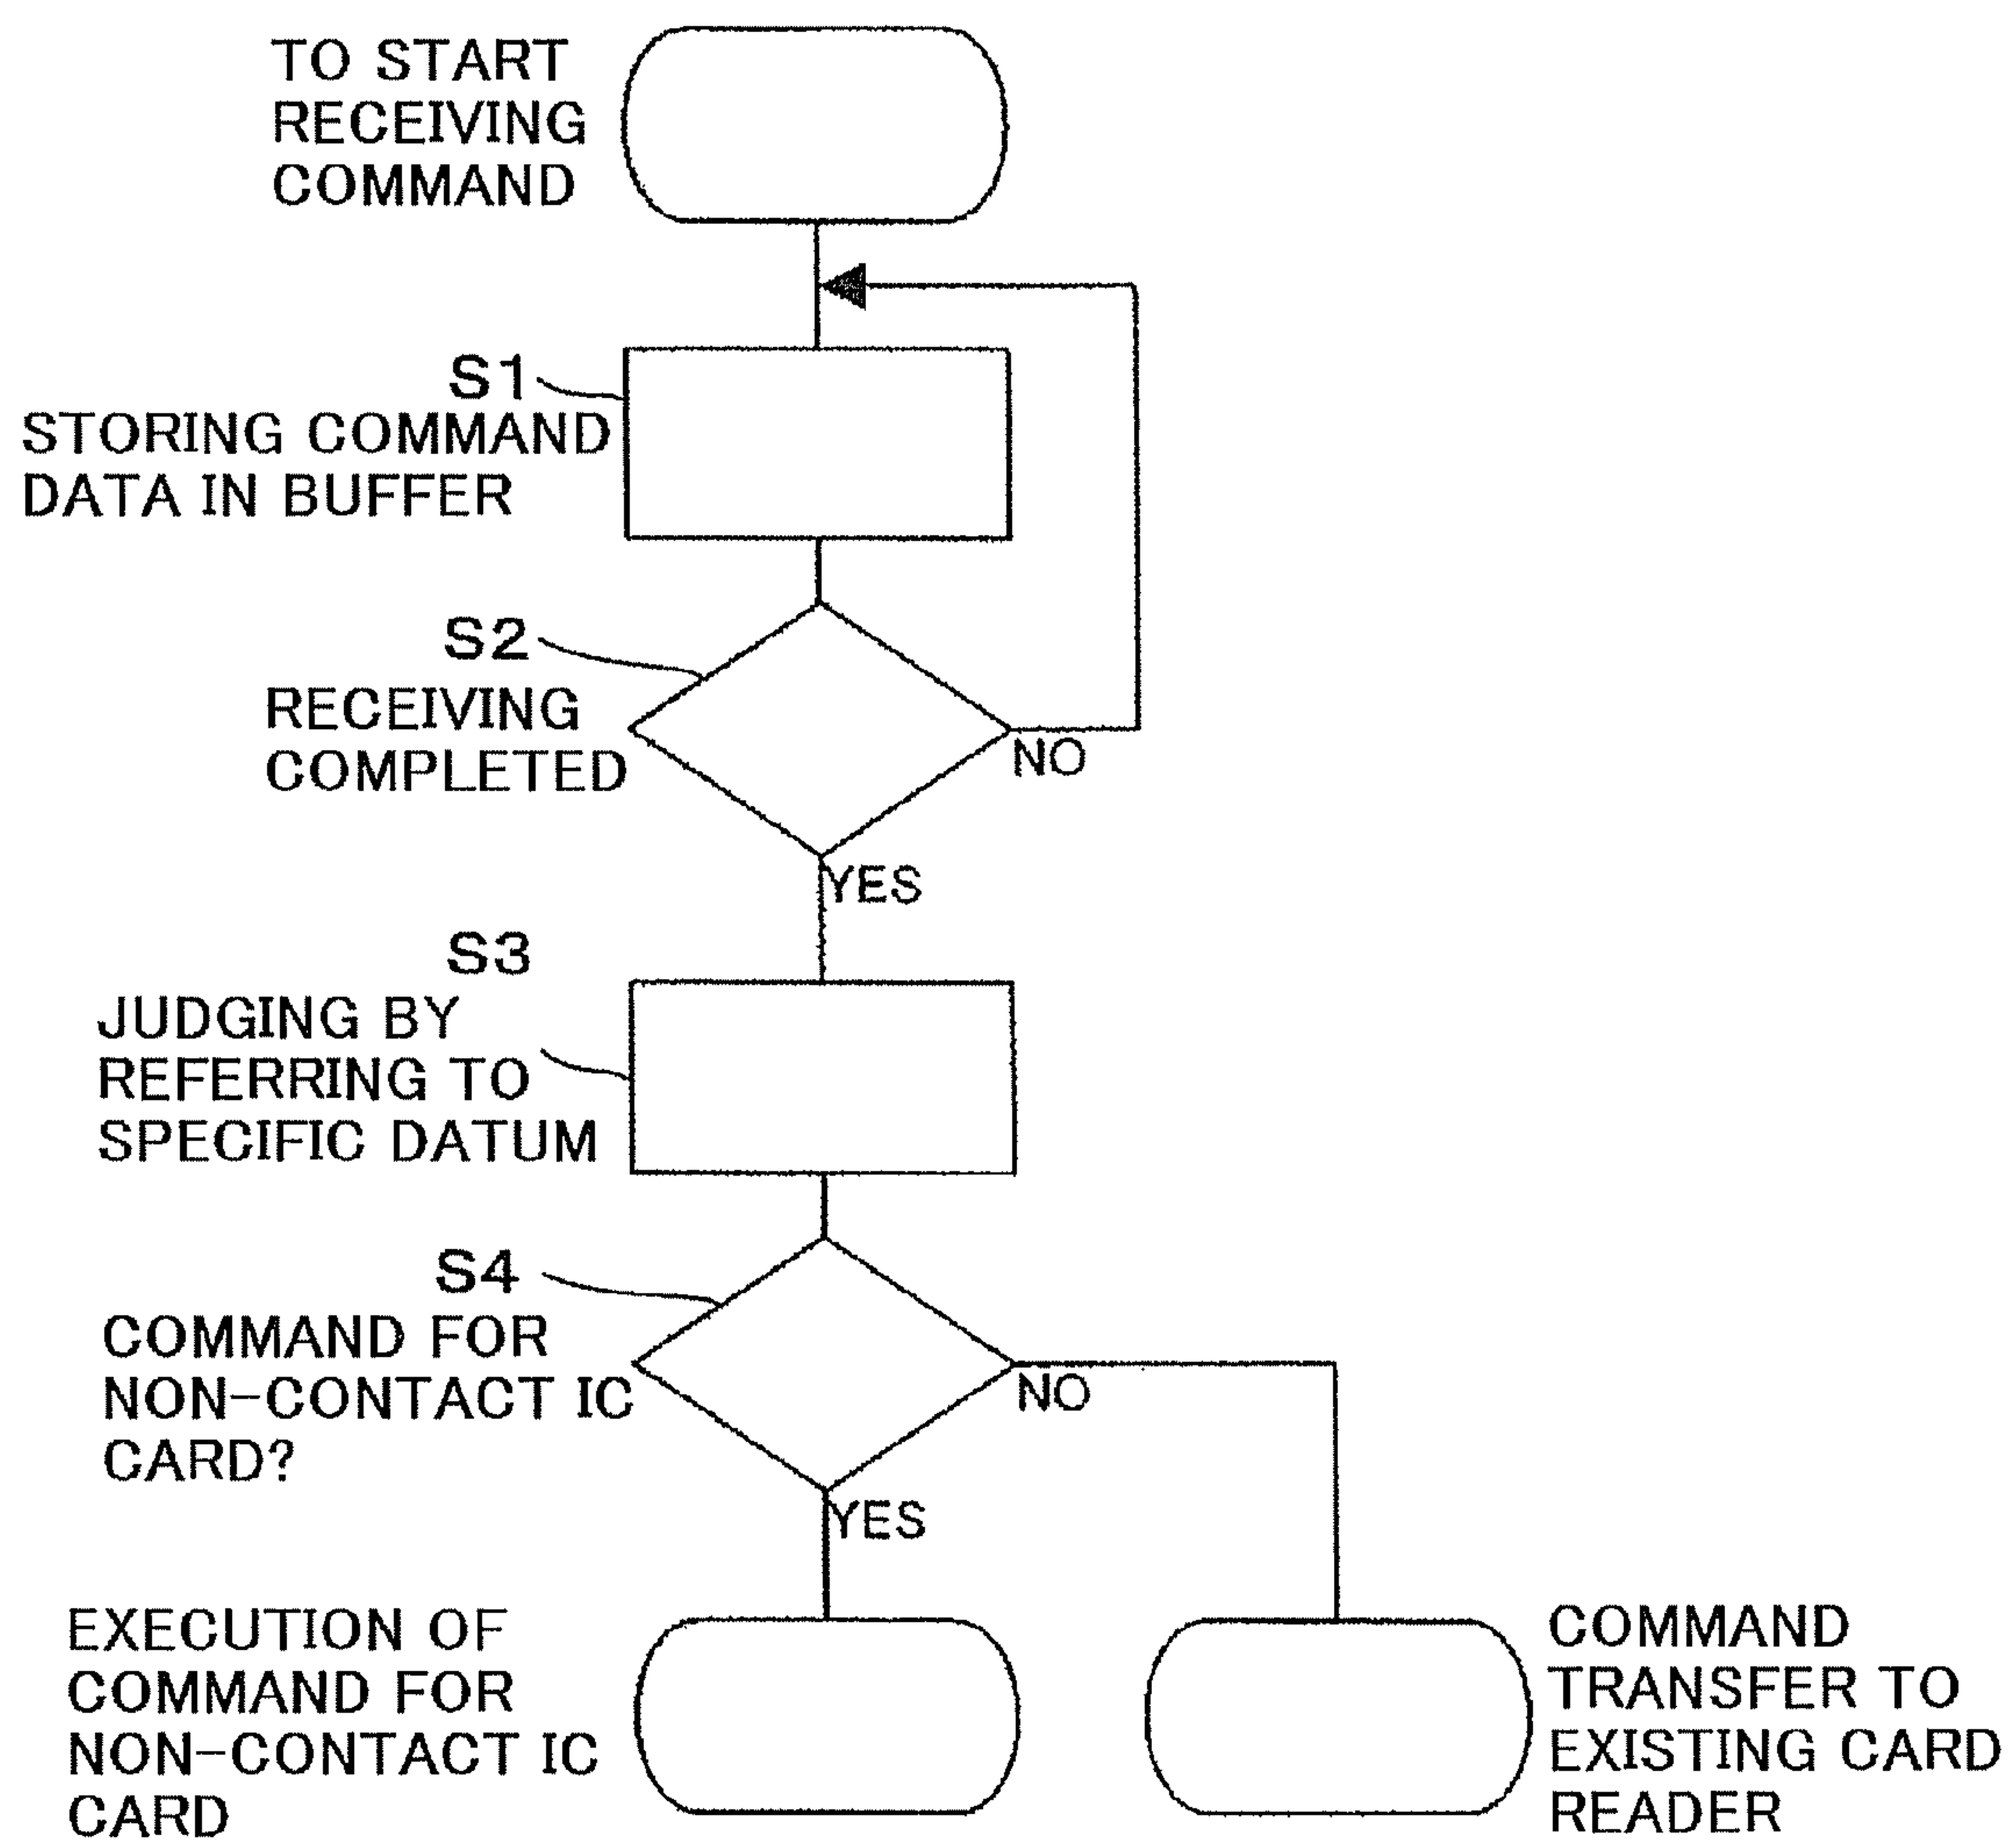 TO START
RECEIVING
COMMAND
S1
STORING COMMAND
DATA IN BUFFER
S2
RECEIVING
COMPLETED
NO
YES
S3
JUDGING BY
REFERRING TO
SPECIFIC DATUM
S4
COMMAND FOR
NON-CONTACT IC
CARD?
NO
YES
EXECUTION OF
COMMAND FOR
NON-CONTACT IC
CARD
COMMAND
TRANSFER TO
EXISTING CARD
READER